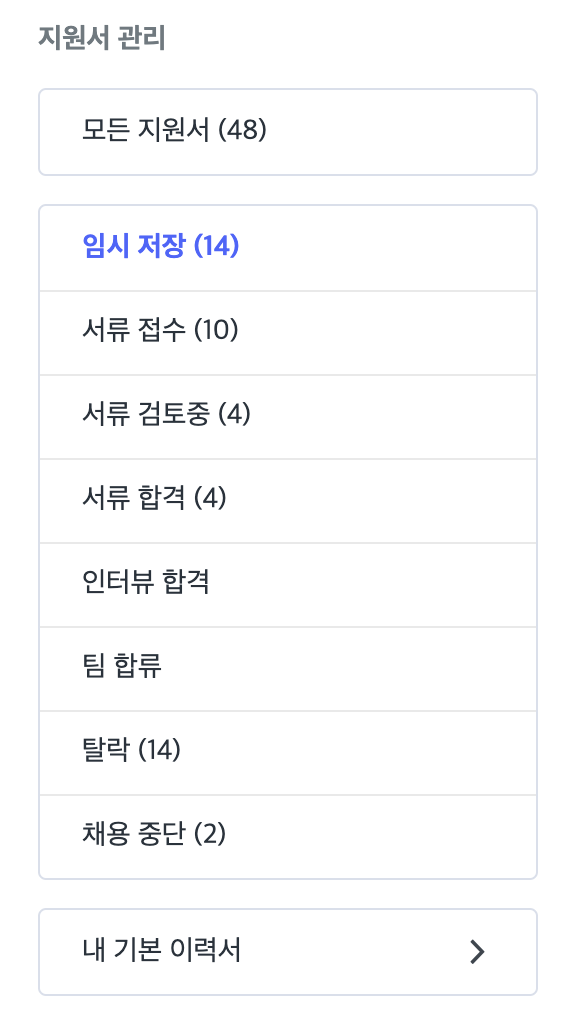 지원서 관리
모든 지원서 (48)
임시 저장 (14)
서류 접수 (10)
서류 검토중 (4)
서류 합격 (4)
인터뷰 합격
팀 합류
탈락 (14)
채용 중단 (2)
내 기본 이력서